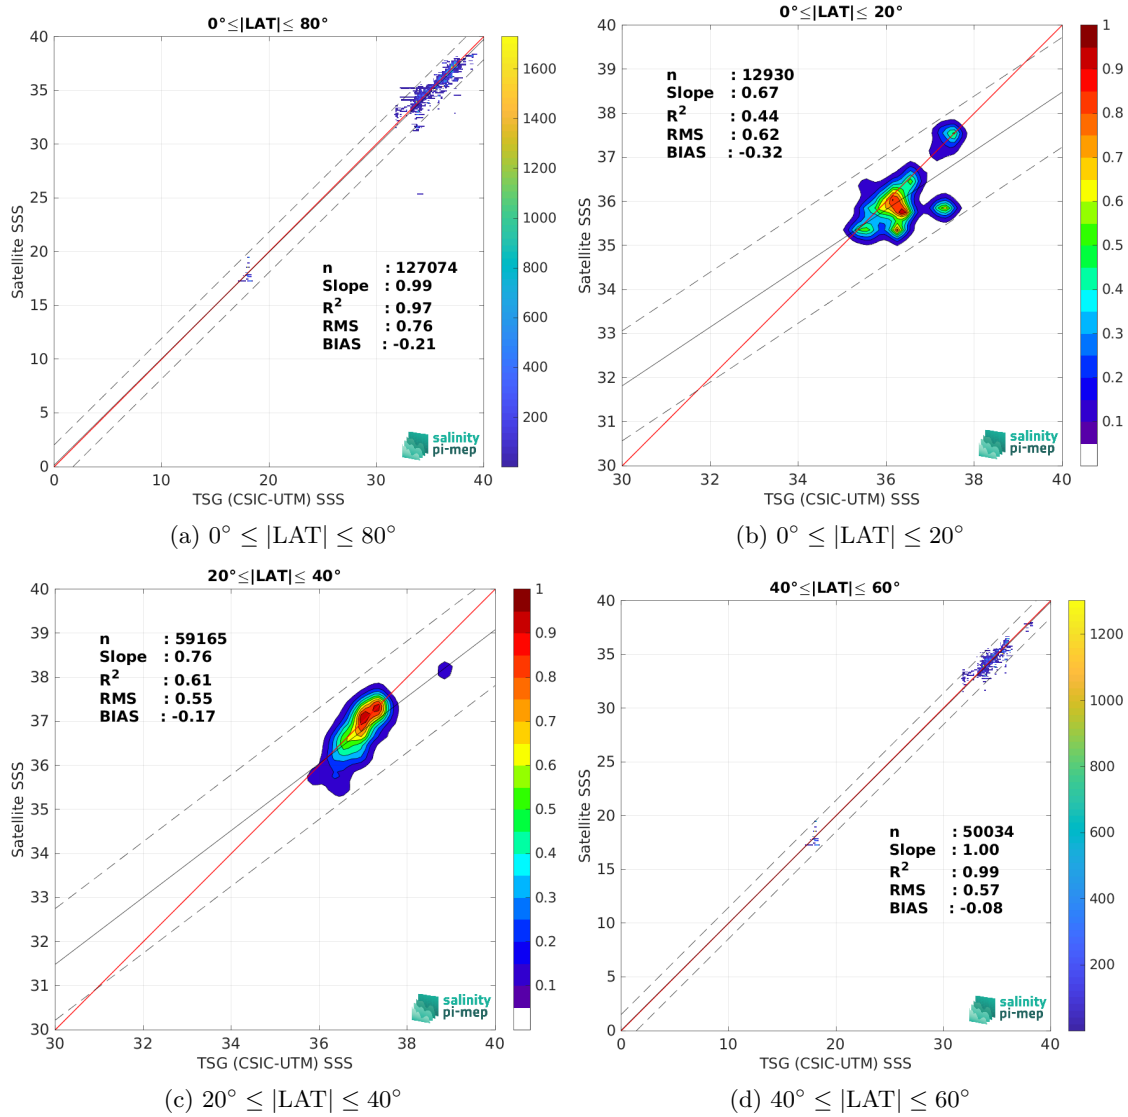 0°≤|LAT|≤ 80°
40
35
30
25
20
15
10
5
0
Satellite SSS
0
10
20
30
40
TSG (CSIC-UTM) SSS
n : 127074
Slope : 0.99
R2 : 0.97
RMS : 0.76
BIAS : -0.21
1600
1400
1200
1000
800
600
400
200
salinity
pi-mep
(a) 0° ≤ |LAT| ≤ 80°
0°≤|LAT|≤ 20°
40
39
38
37
36
35
34
33
32
31
30
Satellite SSS
30
32
34
36
38
40
TSG (CSIC-UTM) SSS
n : 12930
Slope : 0.67
R2 : 0.44
RMS : 0.62
BIAS : -0.32
1
0.9
0.8
0.7
0.6
0.5
0.4
0.3
0.2
0.1
salinity
pi-mep
(b) 0° ≤ |LAT| ≤ 20°
20°≤|LAT|≤ 40°
40
39
38
37
36
35
34
33
32
31
30
Satellite SSS
30
32
34
36
38
40
TSG (CSIC-UTM) SSS
n : 59165
Slope : 0.76
R2 : 0.61
RMS : 0.55
BIAS : -0.17
1
0.9
0.8
0.7
0.6
0.5
0.4
0.3
0.2
0.1
salinity
pi-mep
(c) 20° ≤ |LAT| ≤ 40°
40°≤|LAT|≤ 60°
40
35
30
25
20
15
10
5
0
Satellite SSS
0
10
20
30
40
TSG (CSIC-UTM) SSS
n : 50034
Slope : 1.00
R2 : 0.99
RMS : 0.57
BIAS : -0.08
1200
1000
800
600
400
200
salinity
pi-mep
(d) 40° ≤ |LAT| ≤ 60°